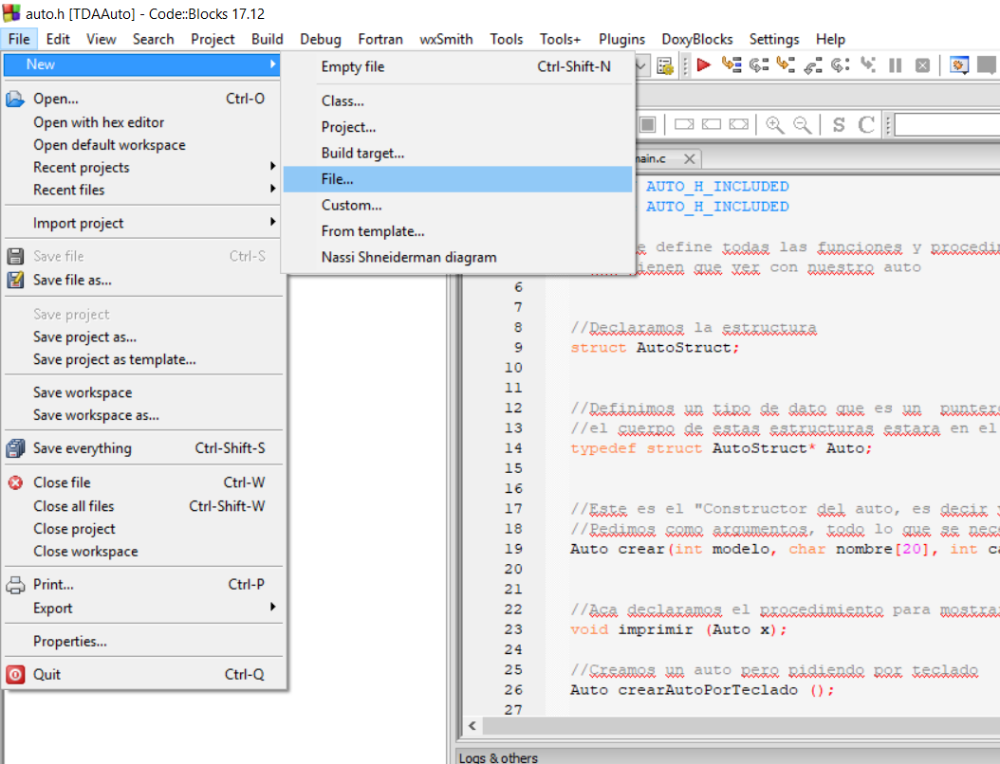 auto.h [TDAAuto] - Code::Blocks 17.12
File Edit View Search Project Build Debug Fortran wxSmith Tools Tools+ Plugins DoxyBlocks Settings Help
New
Open... Ctrl-O
Open with hex editor
Open default workspace
Recent projects
Recent files
Import project
Save file Ctrl-S
Save file as...
Save project
Save project as...
Save project as template...
Save workspace
Save workspace as...
Save everything Ctrl-Shift-S
Close file Ctrl-W
Close all files Ctrl-Shift-W
Close project
Close workspace
Print... Ctrl-P
Export
Properties...
Quit Ctrl-Q
Empty file Ctrl-Shift-N
Class...
Project...
Build target...
File...
Custom...
From template...
Nassi Shneiderman diagram
S C
main.c
AUTO_H_INCLUDED
AUTO_H_INCLUDED
define todas las funciones y
que ver con nuestro auto
6
7
8 //Declaramos la estructura
9 struct AutoStruct;
10
11
12 //Definimos un tipo de dato que es un
13 //el cuerpo de estas estructuras estara en el
14 typedef struct AutoStruct* Auto;
15
16
17 //Este es el "Constructor del auto, es decir
18 //Pedimos como argumentos, todo lo que se
19 Auto crear(int modelo, char nombre[20], int
20
21
22 //Aca declaramos el procedimiento para
23 void imprimir (Auto x);
24
25 //Creamos un auto pero pidiendo por teclado
26 Auto crearAutoPorTeclado ();
27
Logs & others